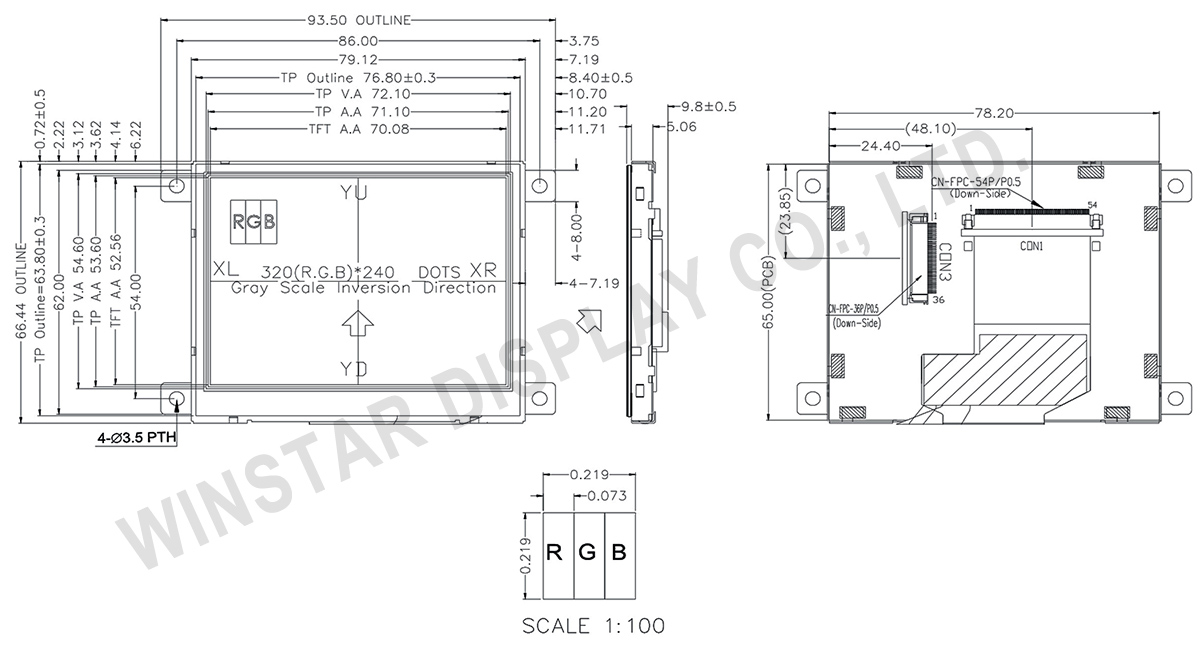 93.50 OUTLINE
86.00
3.75
79.12
7.19
TP Outline 76.80±0.3
8.40±0.5
TP V.A 72.10
10.70
TP A.A 71.10
11.20
TFT A.A 70.08
11.71
0.72±0.5
2.22
3.12
3.62
4.14
6.22
9.8±0.5
5.06
66.44 OUTLINE
TP Outline=63.80±0.3
62.00
TP V.A 54.60
TP A.A 53.60
TFT A.A 52.56
54.00
YU
RGB
XL 320(R.G.B)*240 DOTS XR
Gray Scale Inversion Direction
YD
4-8.00
4-7.19
4-Ø3.5 PTH
78.20
(48.10)
24.40
(23.85)
65.00(PCB)
CN-FPC-54P/P0.5
(Down-Side)
1
54
CON1
1
CON3
36
CN-FPC-36P/P0.5
(Down-Side)
WINSTAR DISPLAY CO., LTD.
0.219
0.073
0.219
R G B
SCALE 1:100